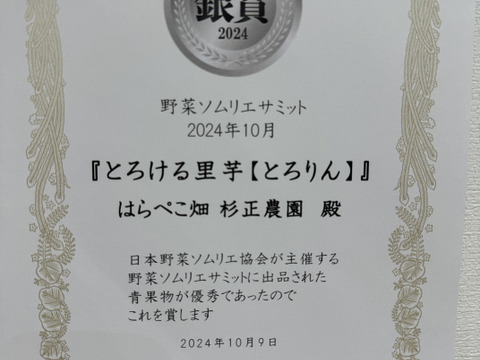 銀賞
2024
野菜ソムリエサミット
2024年10月
『とろける里芋【とろりん】』
はらぺこ畑 杉正農園 殿
日本野菜ソムリエ協会が主催する
野菜ソムリエサミットに出品された
青果物が優秀であったので
これを賞します
2024年10月9日